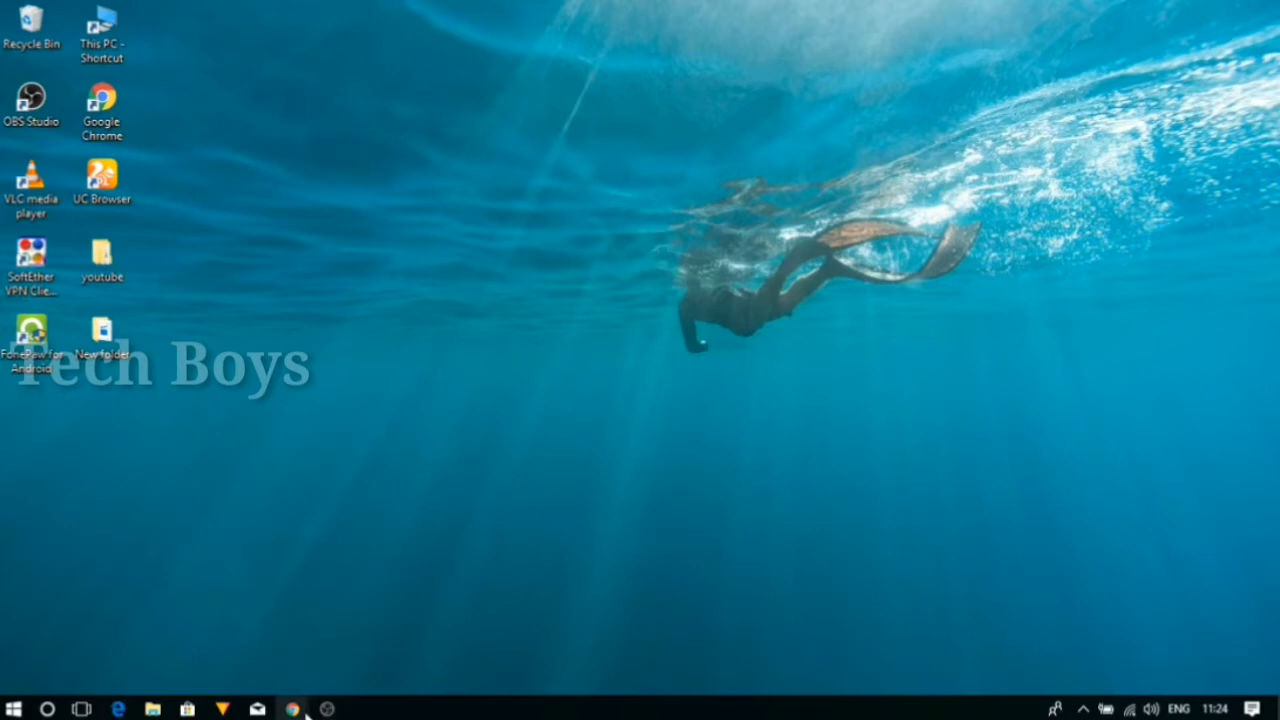 Recycle Bin
This PC -
Shortcut
OBS Studio
Google
Chrome
VLC media
player
UC Browser
SoftEther
VPN Clie...
youtube
FonePaw for
Android
New folder
Tech Boys
ENG
11:24